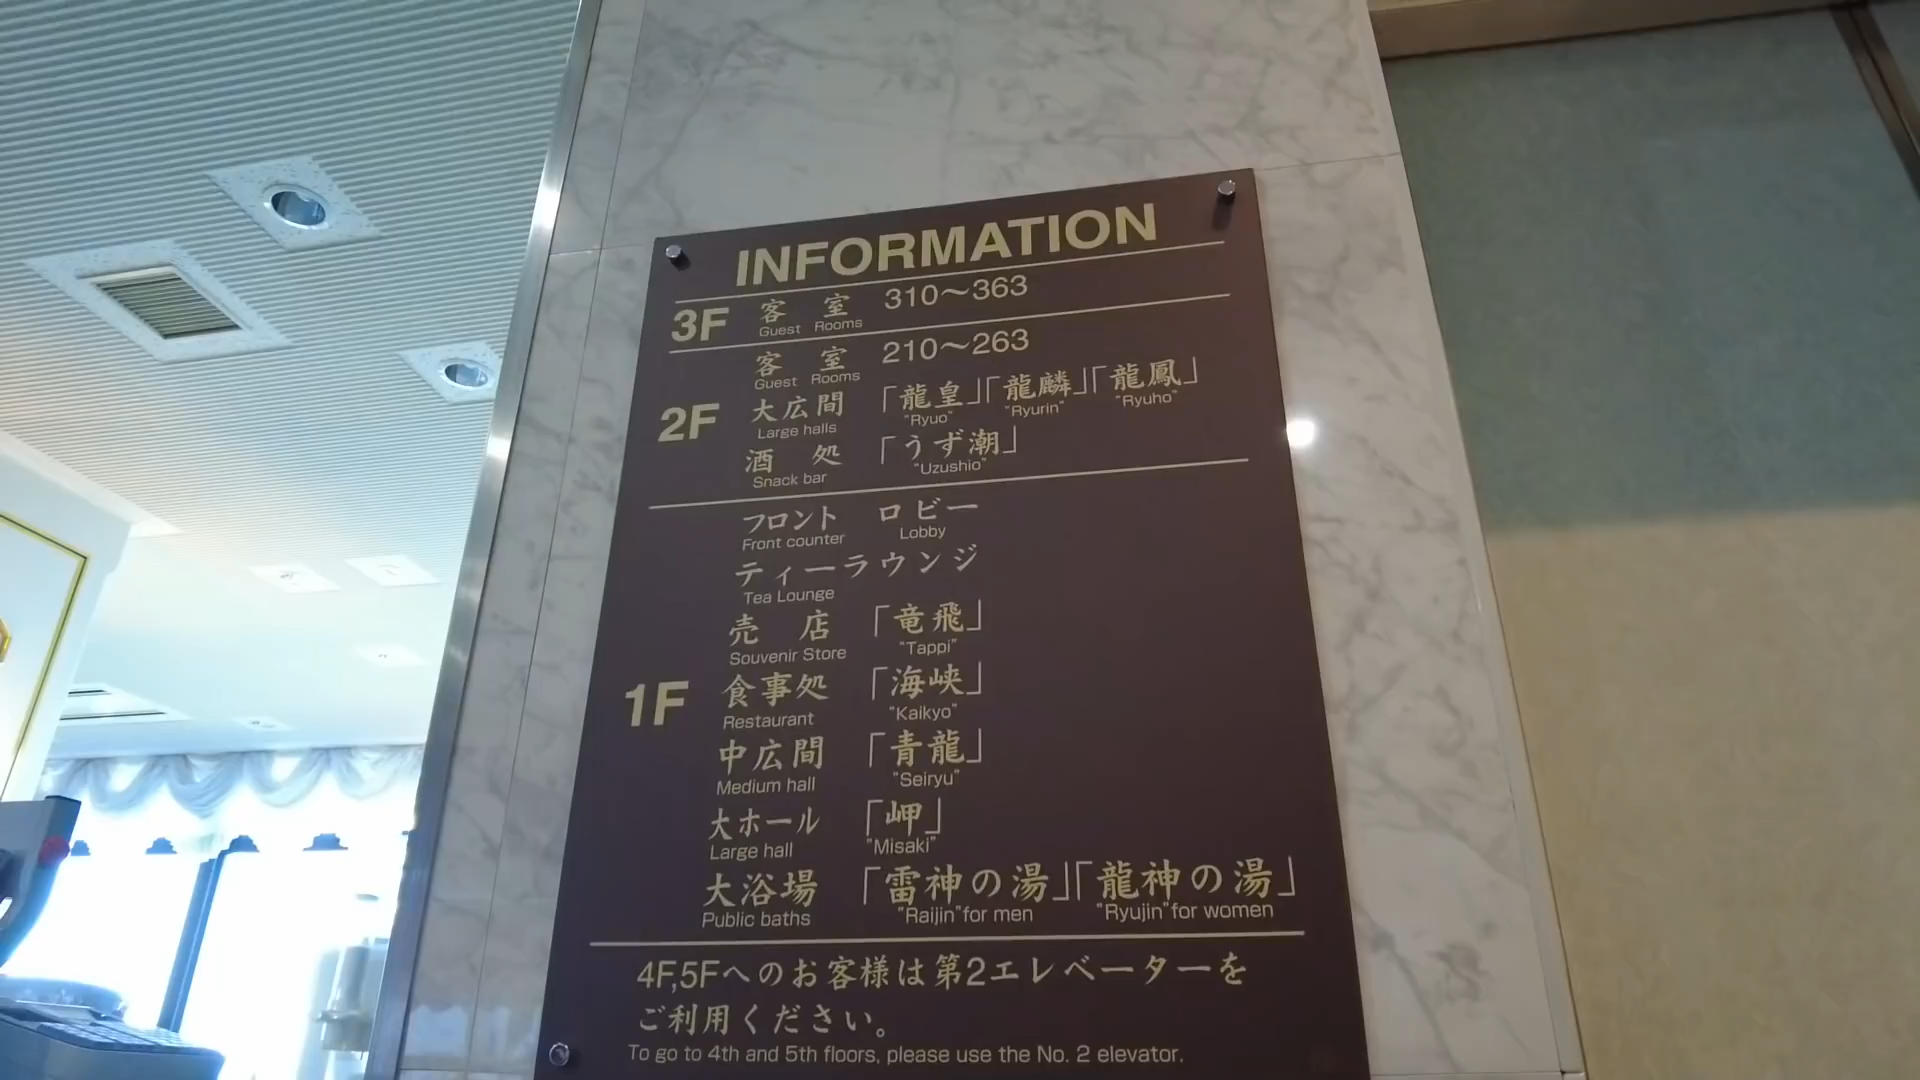 INFORMATION
3F 客室 310〜363
Guest Rooms
客室 210〜263
Guest Rooms
2F 大広間 「龍皇」「龍麟」「龍鳳」
Large halls "Ryuo" "Ryurin" "Ryuho"
酒処 「うず潮」
Snack bar "Uzushio"
フロント ロビー
Front counter Lobby
ティーラウンジ
Tea Lounge
売店 「竜飛」
Souvenir Store "Tappi"
1F 食事処 「海峡」
Restaurant "Kaikyo"
中広間 「青龍」
Medium hall "Seiryu"
大ホール 「岬」
Large hall "Misaki"
大浴場 「雷神の湯」「龍神の湯」
Public baths "Raijin"for men "Ryujin"for women
4F,5Fへのお客様は第2エレベーターを
ご利用ください。
To go to 4th and 5th floors, please use the No. 2 elevator.